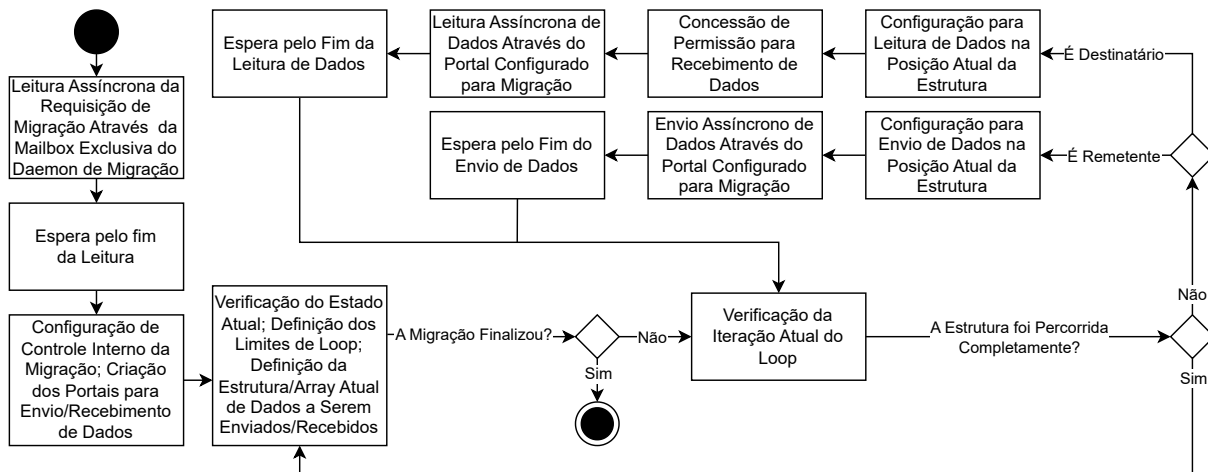 Leitura Assíncrona da
Requisição de
Migração Através da
Mailbox Exclusiva do
Daemon de Migração
Espera pelo fim
da Leitura
Configuração de
Controle Interno da
Migração; Criação
dos Portais para
Envio/Recebimento
de Dados
Verificação do Estado
Atual; Definição dos
Limites de Loop;
Definição da
Estrutura/Array Atual
de Dados a Serem
Enviados/Recebidos
A Migração Finalizou?
Não
Sim
Verificação da
Iteração Atual do
Loop
A Estrutura foi Percorrida
Completamente?
Não
Sim
É Destinatário
É Remetente
Configuração para
Leitura de Dados na
Posição Atual da
Estrutura
Concessão de
Permissão para
Recebimento de
Dados
Leitura Assíncrona de
Dados Através do
Portal Configurado
para Migração
Espera pelo Fim da
Leitura de Dados
Configuração para
Envio de Dados na
Posição Atual da
Estrutura
Envio Assíncrono de
Dados Através do
Portal Configurado
para Migração
Espera pelo Fim do
Envio de Dados